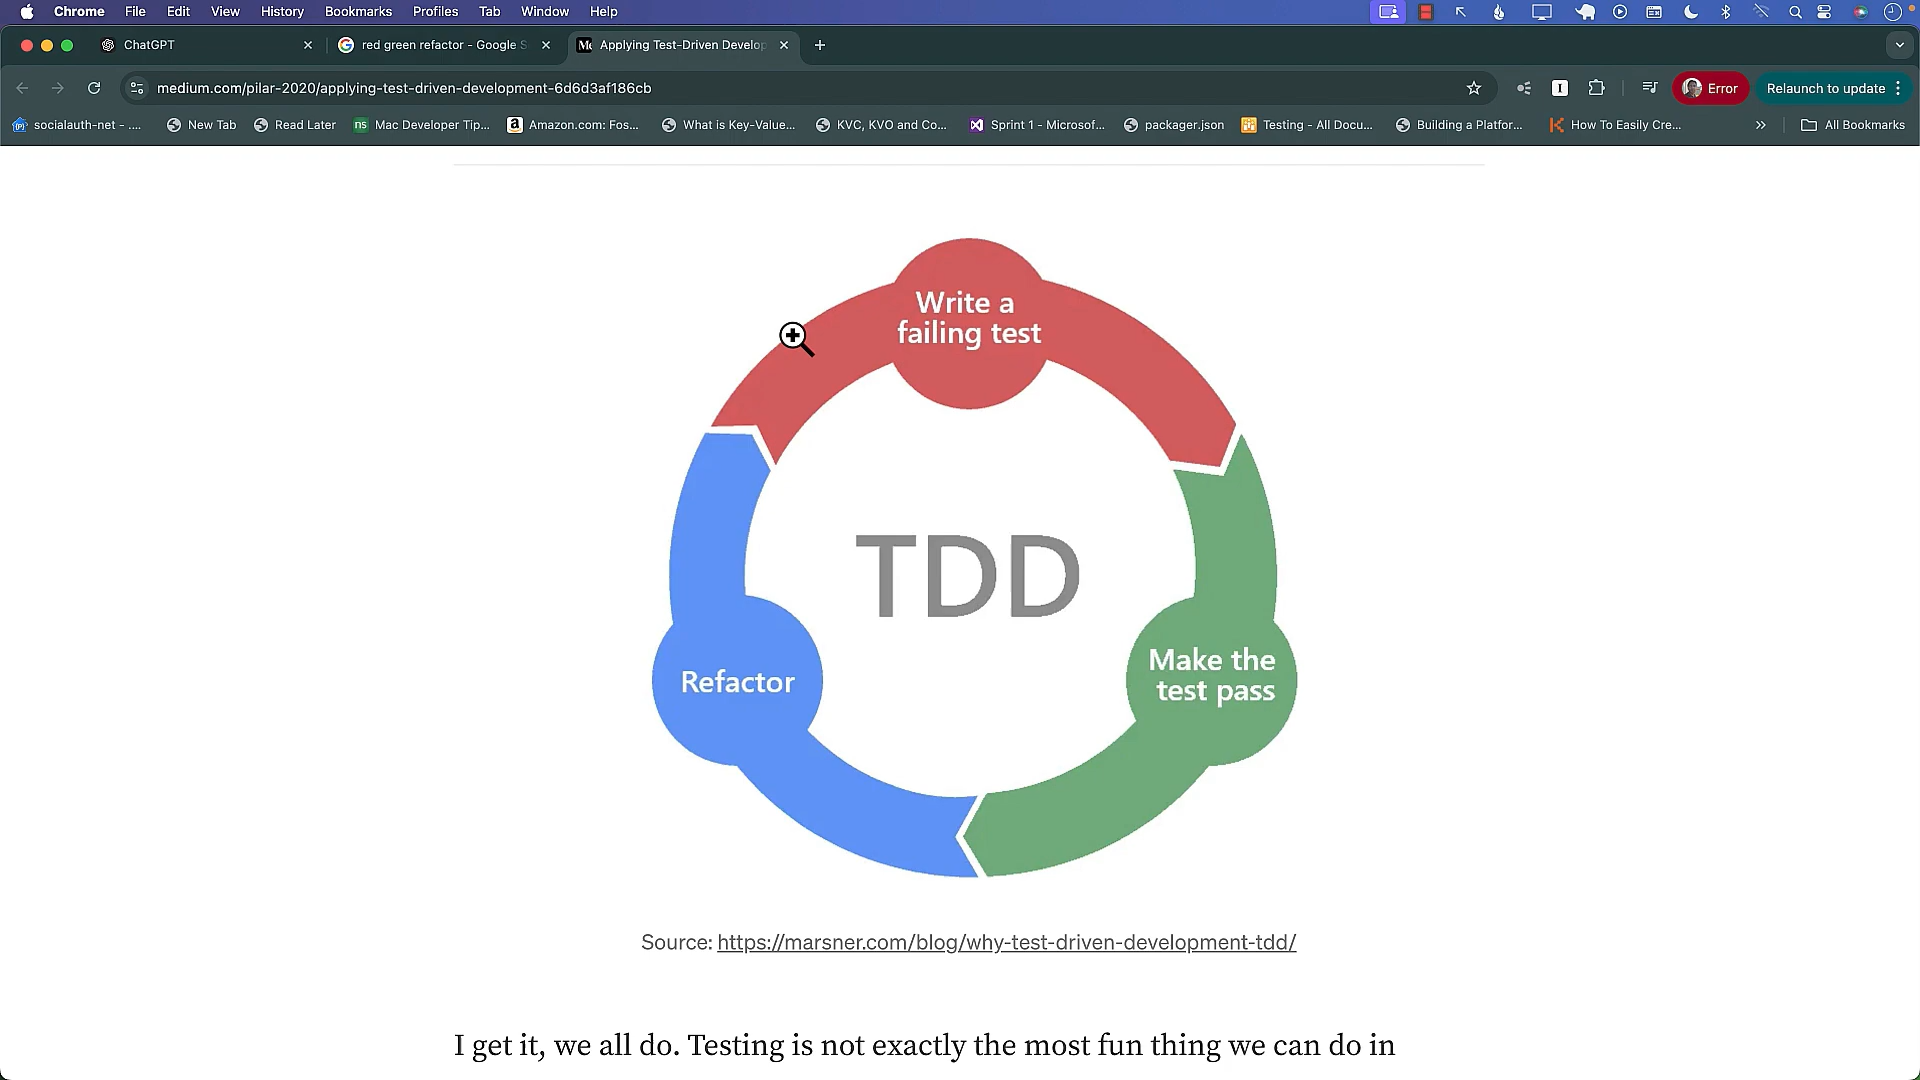 Chrome File Edit View History Bookmarks Profiles Tab Window Help
ChatGPT
red green refactor - Google S
Applying Test-Driven Develop
medium.com/pilar-2020/applying-test-driven-development-6d6d3af186cb
Error
Relaunch to update
socialauth-net - ....
New Tab
Read Later
Mac Developer Tip...
Amazon.com: Fos...
What is Key-Value...
KVC, KVO and Co...
Sprint 1 - Microsof...
packager.json
Testing - All Docu...
Building a Platfor...
How To Easily Cre...
All Bookmarks
Write a
failing test
TDD
Make the
test pass
Refactor
Source: https://marsner.com/blog/why-test-driven-development-tdd/
I get it, we all do. Testing is not exactly the most fun thing we can do in